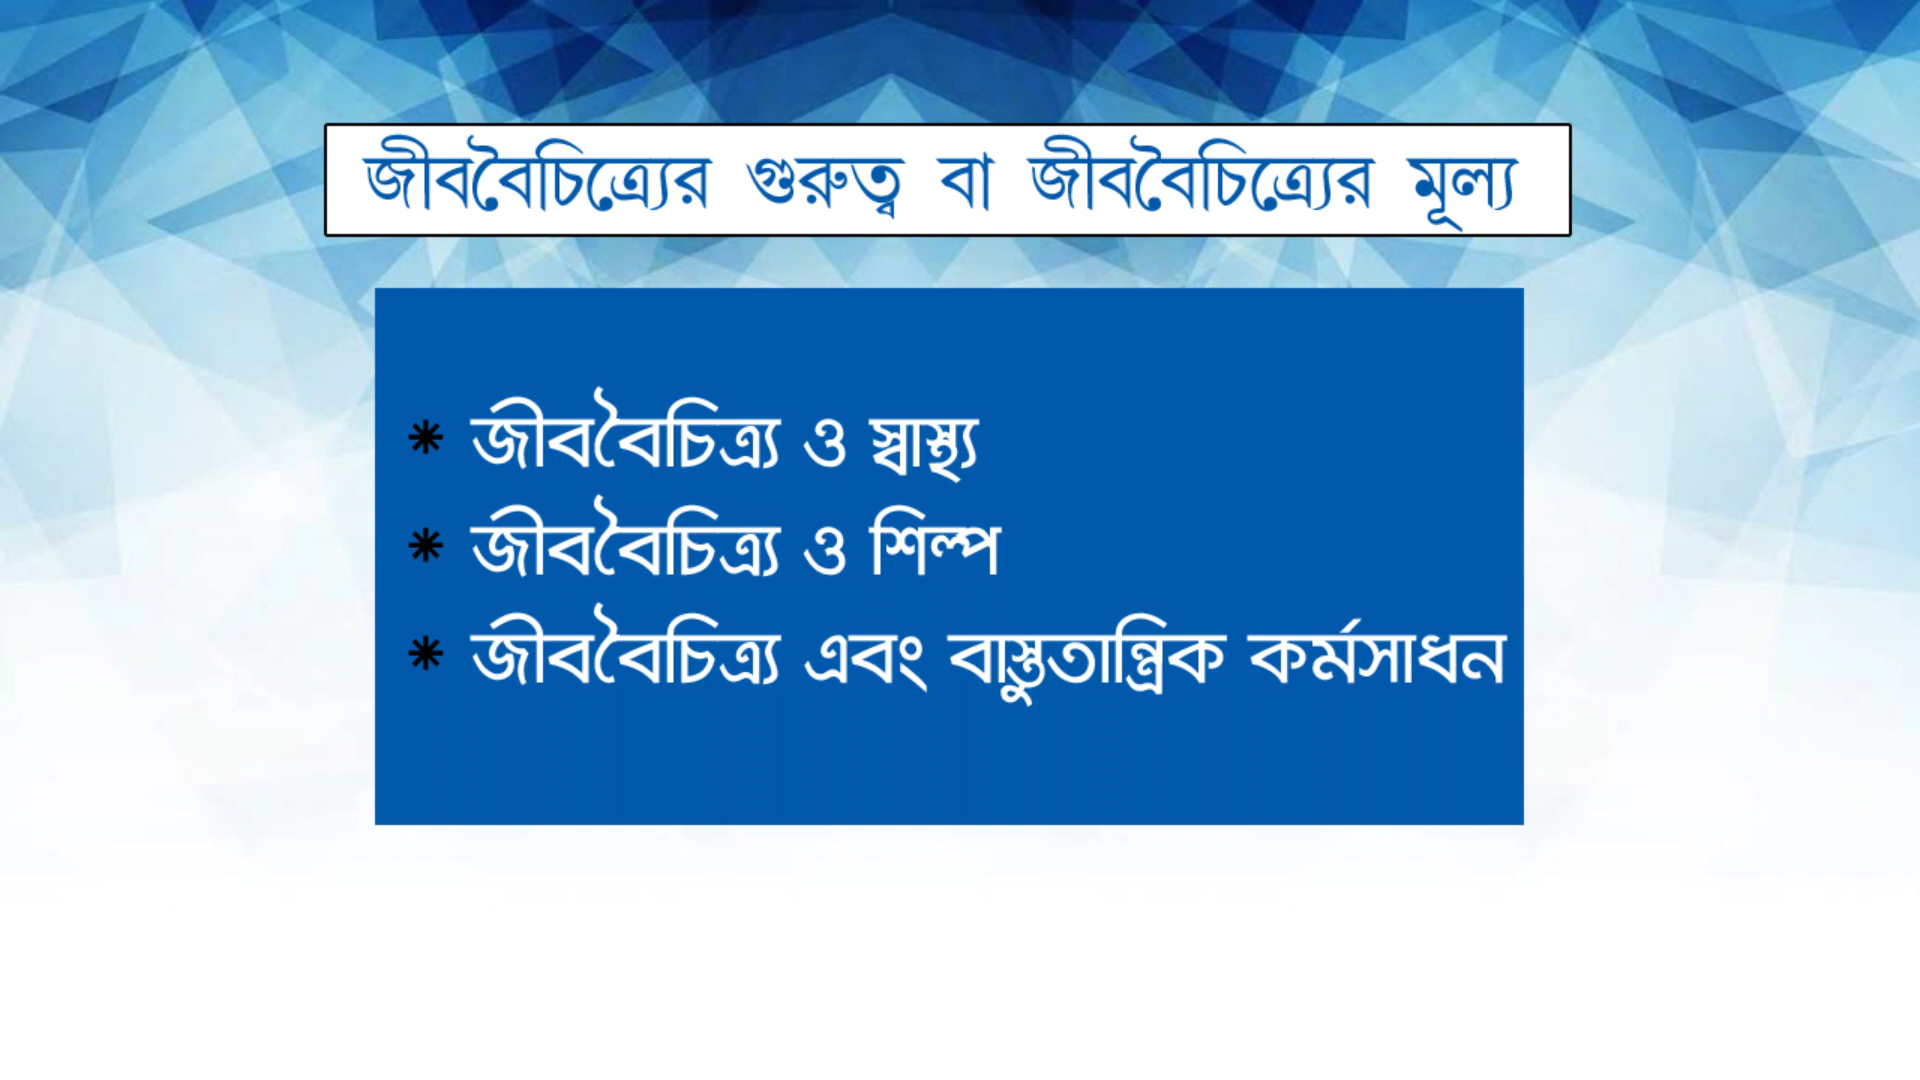 জীববৈচিত্র্যের গুরুত্ব বা জীববৈচিত্র্যের মূল্য
* জীববৈচিত্র্য ও স্বাস্থ্য
* জীববৈচিত্র্য ও শিল্প
* জীববৈচিত্র্য এবং বাস্তুতান্ত্রিক কর্মসাধন